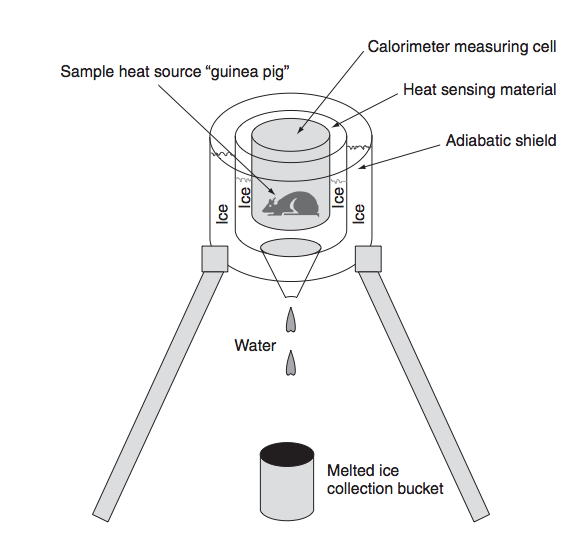 Calorimeter measuring cell
Sample heat source “guinea pig”
Heat sensing material
Adiabatic shield
Ice
Ice
Ice
Ice
Water
Melted ice
collection bucket